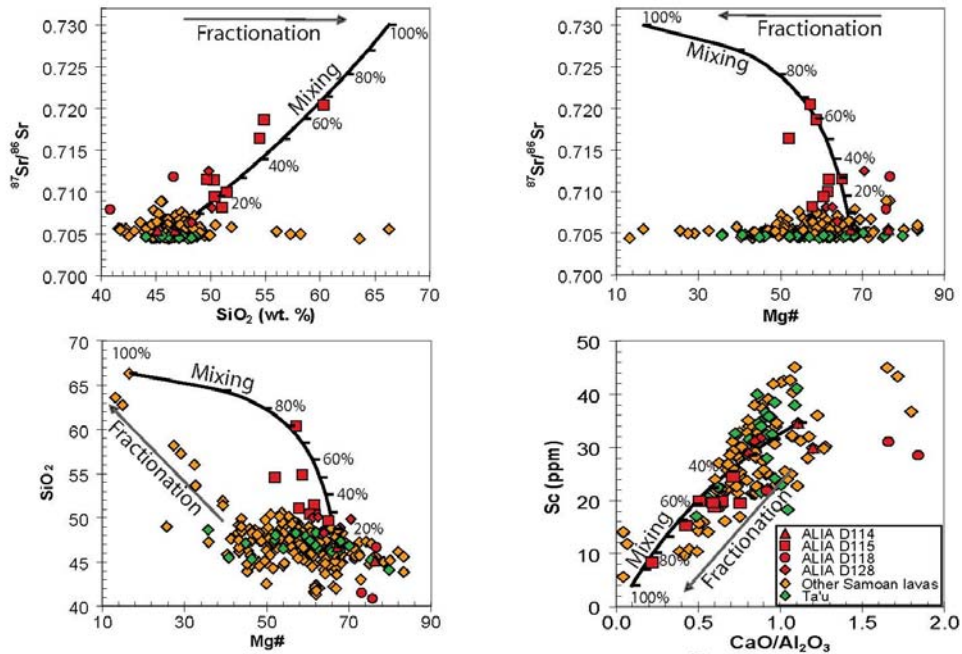 0.730
0.725
0.720
0.715
0.710
0.705
0.700
⁸⁷Sr/⁸⁶Sr
Fractionation
Mixing
100%
80%
60%
40%
20%
40 45 50 55 60 65 70
SiO₂ (wt. %)
0.730
0.725
0.720
0.715
0.710
0.705
0.700
⁸⁷Sr/⁸⁶Sr
Fractionation
100%
Mixing
80%
60%
40%
20%
10 30 50 70 90
Mg#
70
65
60
55
50
45
40
SiO₂
100%
Mixing
80%
60%
40%
20%
Fractionation
10 30 50 70 90
Mg#
50
40
30
20
10
0
Sc (ppm)
40%
60%
80%
100%
Mixing
Fractionation
ALIA D114
ALIA D115
ALIA D118
ALIA D128
Other Samoan lavas
Ta'u
0.0 0.5 1.0 1.5 2.0
CaO/Al₂O₃